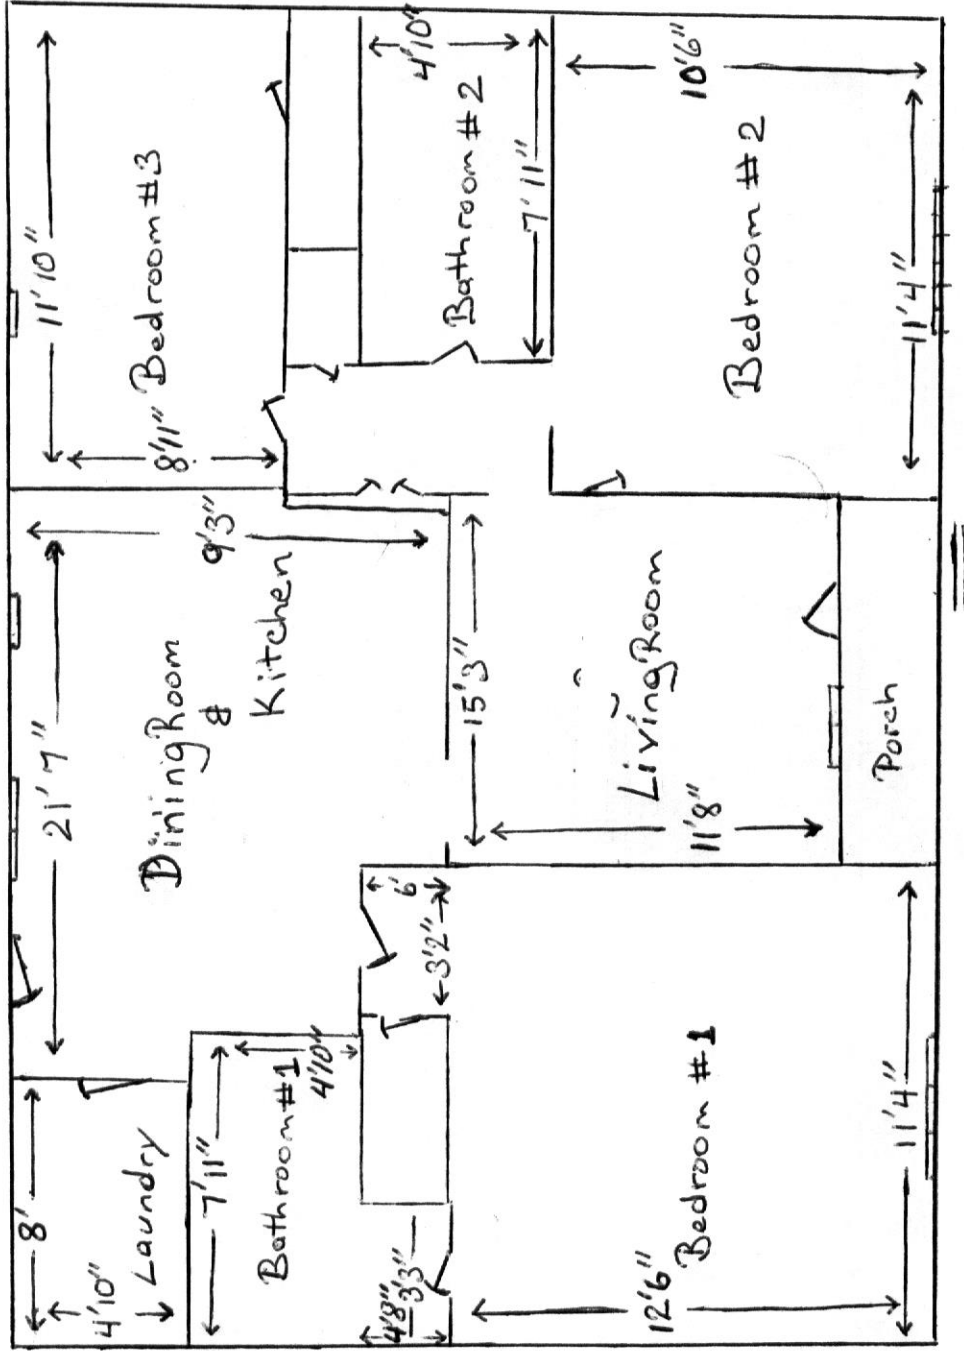 8'
4'10"
Laundry
7'11"
Bathroom#1
4'10"
3'3"
12'6"
Bedroom #1
11'4"
21'7"
Dining Room
&
Kitchen
9'3"
6'
3'2"
15'3"
Living Room
11'8"
Porch
11'10"
8'11"
Bedroom#3
4'10"
Bathroom #2
7'11"
10'6"
Bedroom #2
11'4"